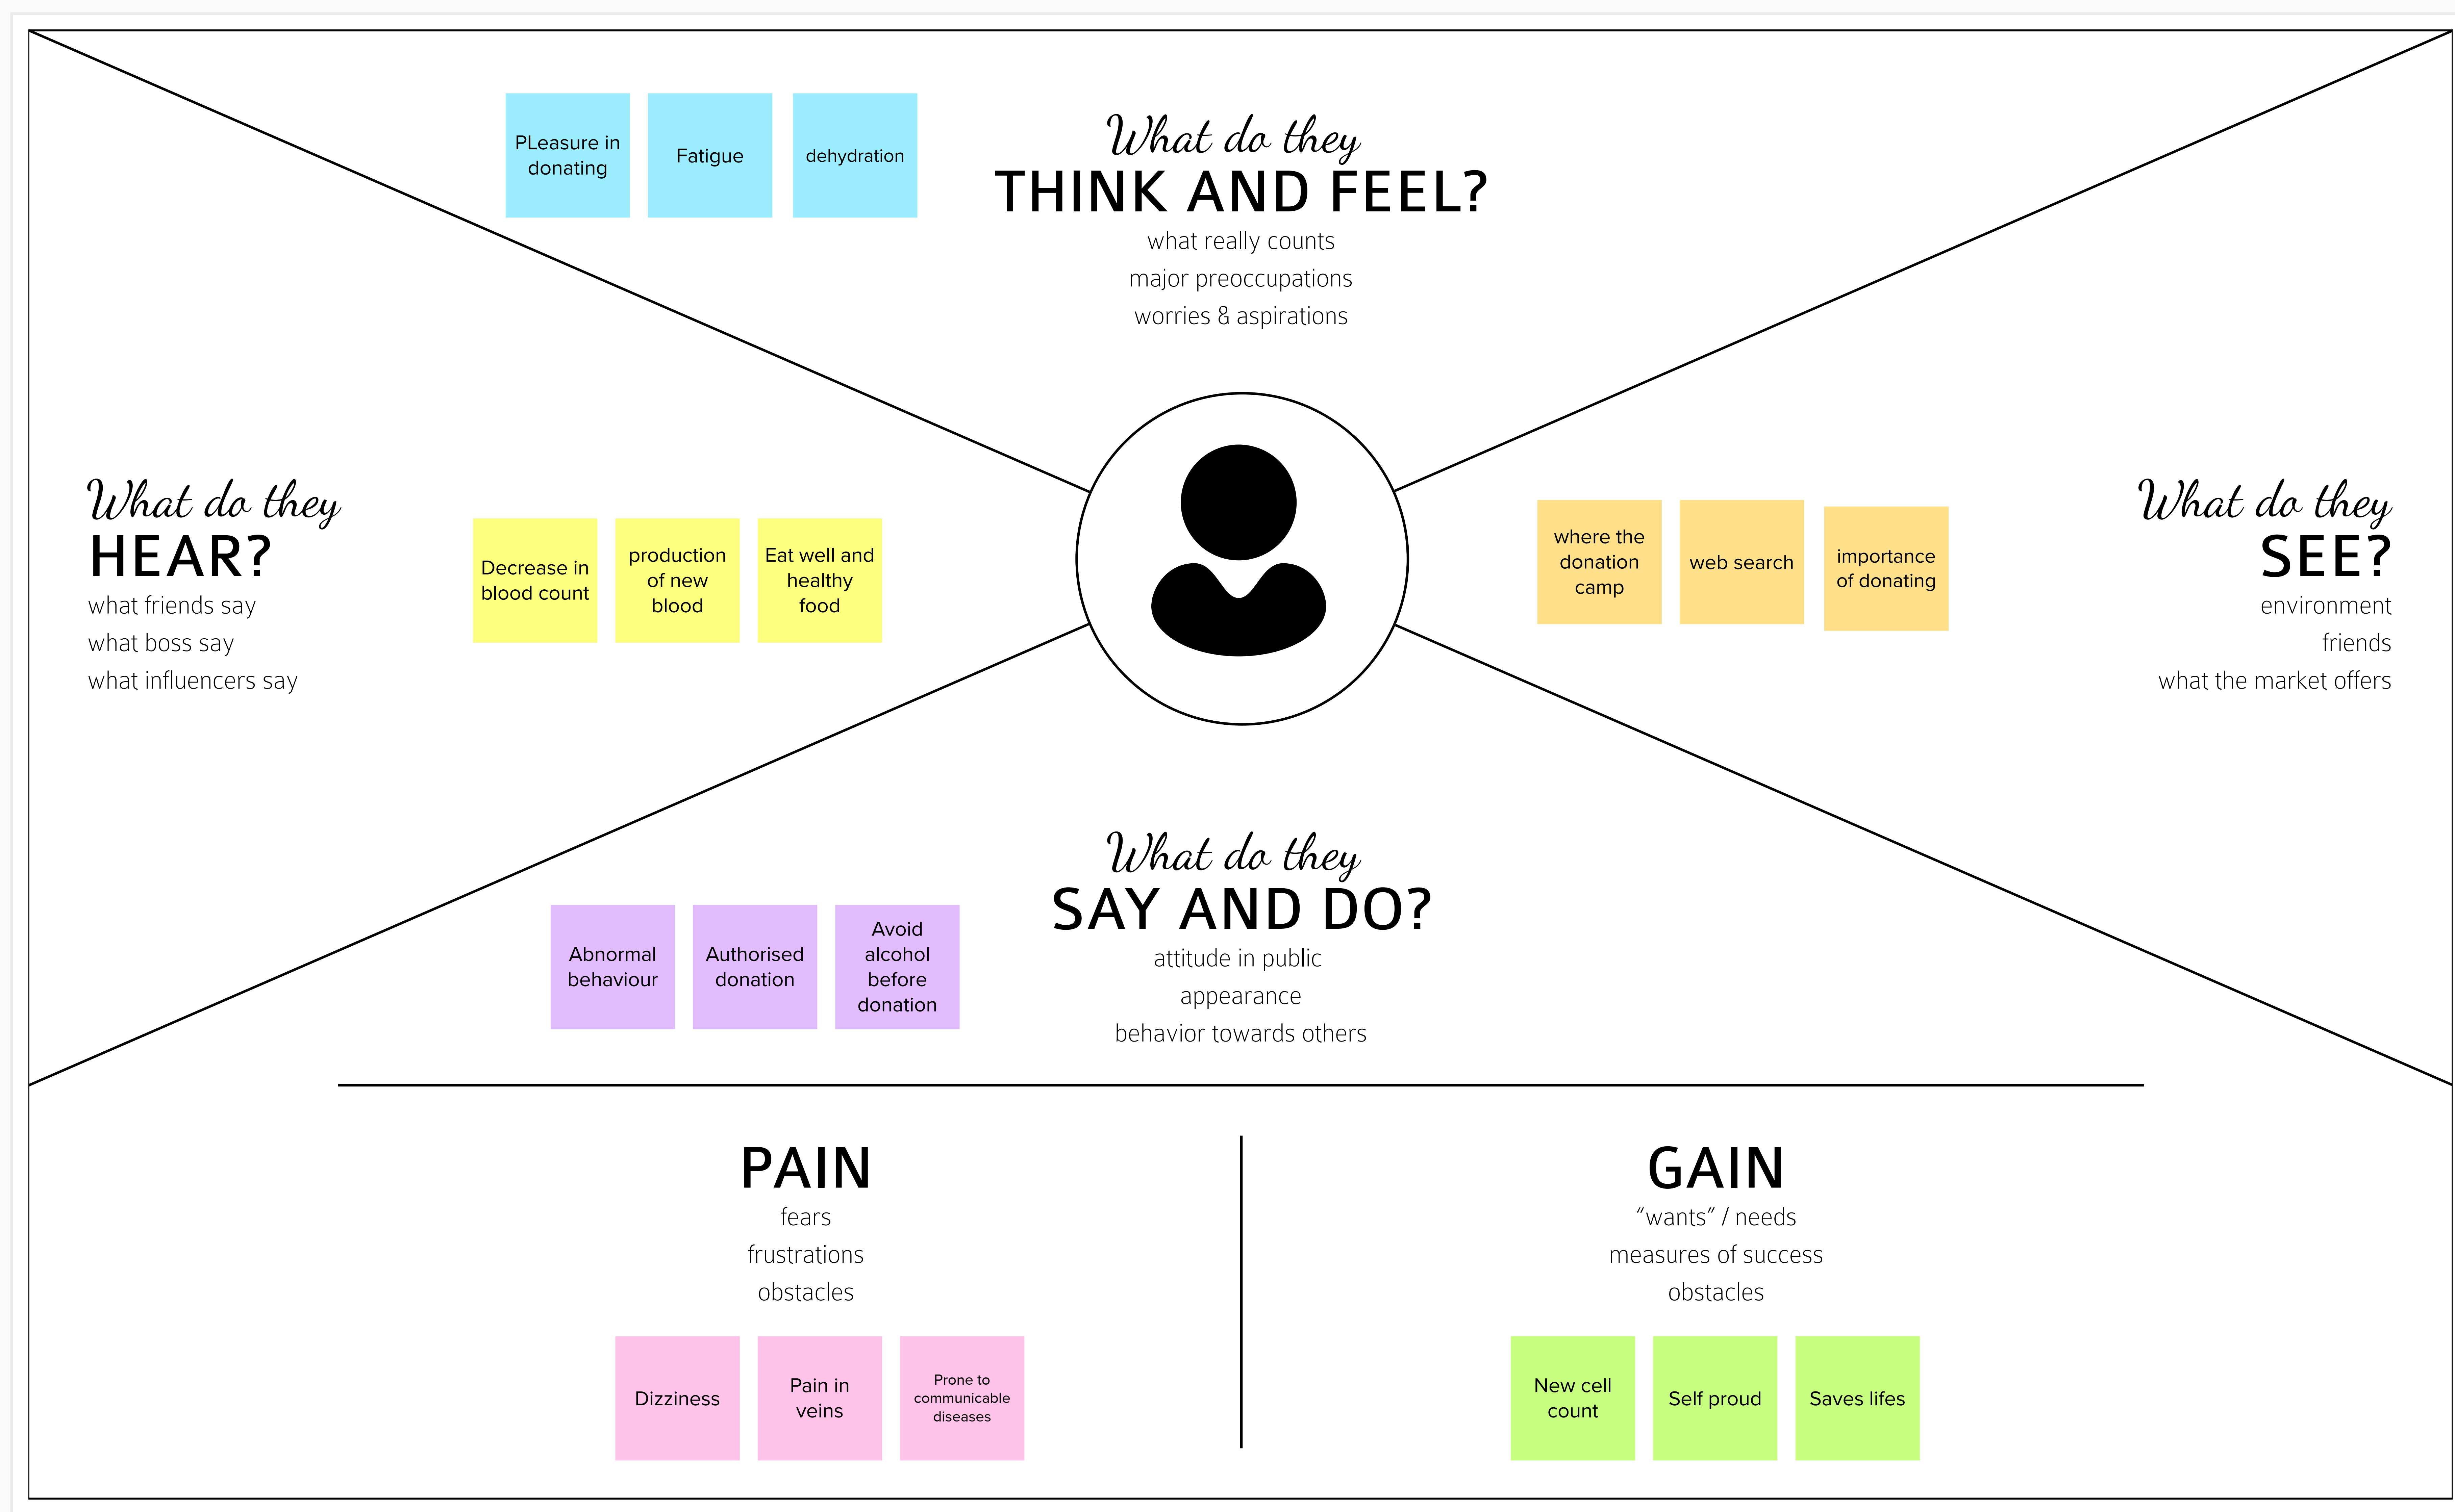 PLeasure in
donating
Fatigue
dehydration
What do they
THINK AND FEEL?
what really counts
major preoccupations
worries & aspirations
What do they
HEAR?
what friends say
what boss say
what influencers say
Decrease in
blood count
production
of new
blood
Eat well and
healthy
food
where the
donation
camp
web search
importance
of donating
What do they
SEE?
environment
friends
what the market offers
What do they
SAY AND DO?
attitude in public
appearance
behavior towards others
Abnormal
behaviour
Authorised
donation
Avoid
alcohol
before
donation
PAIN
fears
frustrations
obstacles
Dizziness
Pain in
veins
Prone to
communicable
diseases
GAIN
“wants” / needs
measures of success
obstacles
New cell
count
Self proud
Saves lifes